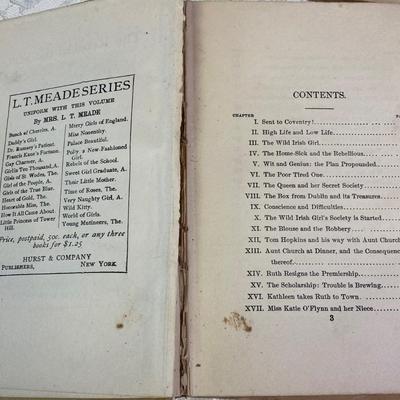 L. T. MEADE SERIES
UNIFORM WITH THIS VOLUME
By MRS. L. T. MEADE
Bunch of Cherries, A.
Daddy's Girl.
Dr. Rumsey's Patient.
Francis Kane's Fortune.
Gay Charmer, A.
Girl in Ten Thousand, A.
Girls of St. Wodes, The.
Girl of the People, A.
Girls of the True Blue.
Heart of Gold, The.
Honorable Miss, The.
How It All Came About
Little Princess of Tower
Hill.
Merry Girls of England.
Miss Nonentity.
Palace Beautiful.
Polly a New Fashioned
Girl.
Rebels of the School.
Sweet Girl Graduate, A
Their Little Mother.
Time of Roses, The.
Very Naughty Girl, A
Wild Kitty.
World of Girls.
Young Mutineers, The.
Price, postpaid, 50c. each, or any three
books for $1.25
HURST & COMPANY
PUBLISHERS, NEW YORK
CONTENTS.
CHAPTER
I. Sent to Coventry!
II. High Life and Low Life
III. The Wild Irish Girl
IV. The Home-Sick and the Rebellious
V. Wit and Genius: the Plan Propounded
VI. The Poor Tired One
VII. The Queen and her Secret Society
VIII. The Box from Dublin and its Treasures
IX. Conscience and Difficulties
X. The Wild Irish Girl's Society is Started
XI. The Blouse and the Robbery
XII. Tom Hopkins and his way with Aunt Church
XIII. Aunt Church at Dinner, and the Consequence
thereof
XIV. Ruth Resigns the Premiership
XV. The Scholarship: Trouble is Brewing
XVI. Kathleen takes Ruth to Town
XVII. Miss Katie O'Flynn and her Niece
3